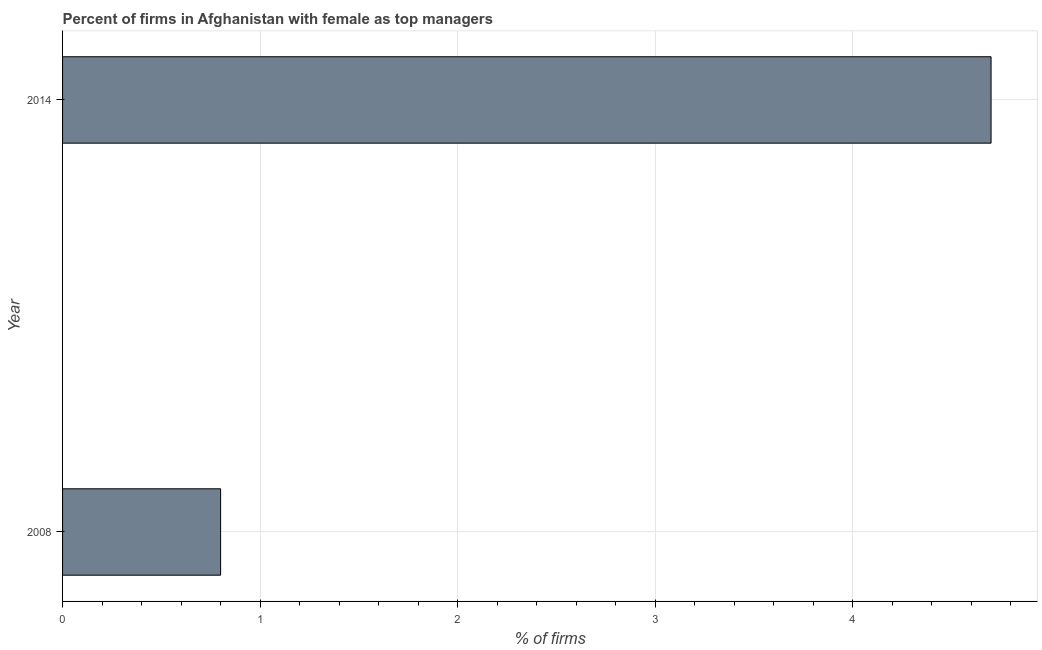 Percent of firms in Afghanistan with female as top managers
2014
Year
2008
0 1 2 3 4
% of firms